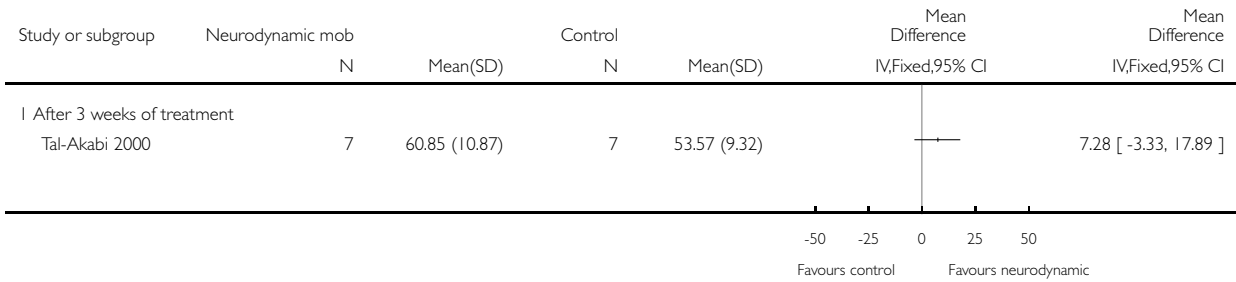 Mean Mean
Study or subgroup Neurodynamic mob Control Difference Difference
N Mean(SD) N Mean(SD) IV,Fixed,95% CI IV,Fixed,95% CI
1 After 3 weeks of treatment
Tal-Akabi 2000 7 60.85 (10.87) 7 53.57 (9.32) 7.28 [ -3.33, 17.89 ]
-50 -25 0 25 50
Favours control Favours neurodynamic